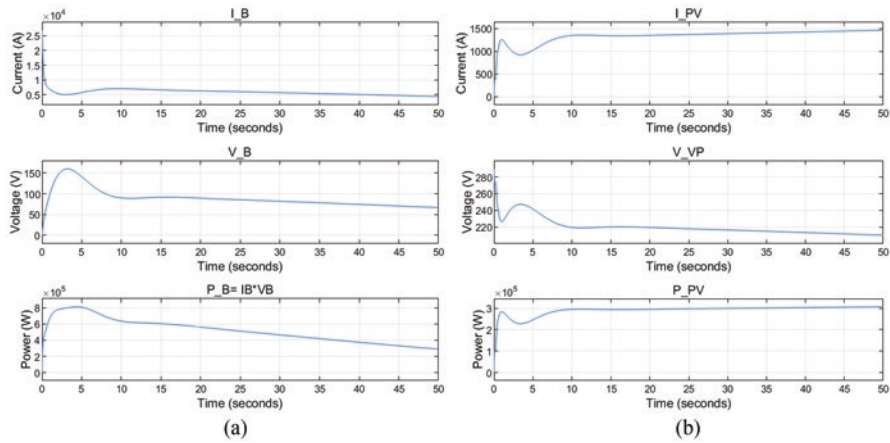 I_B
×10^4
Current (A)
2.5
2
1.5
1
0.5
0 5 10 15 20 25 30 35 40 45 50
Time (seconds)
V_B
Voltage (V)
150
100
50
0
0 5 10 15 20 25 30 35 40 45 50
Time (seconds)
P_B= IB*VB
×10^5
Power (W)
8
6
4
2
0
0 5 10 15 20 25 30 35 40 45 50
Time (seconds)
(a)
I_PV
Current (A)
1500
1000
500
0
0 5 10 15 20 25 30 35 40 45 50
Time (seconds)
V_VP
Voltage (V)
280
260
240
220
0 5 10 15 20 25 30 35 40 45 50
Time (seconds)
P_PV
×10^5
Power (W)
3
2
1
0
0 5 10 15 20 25 30 35 40 45 50
Time (seconds)
(b)